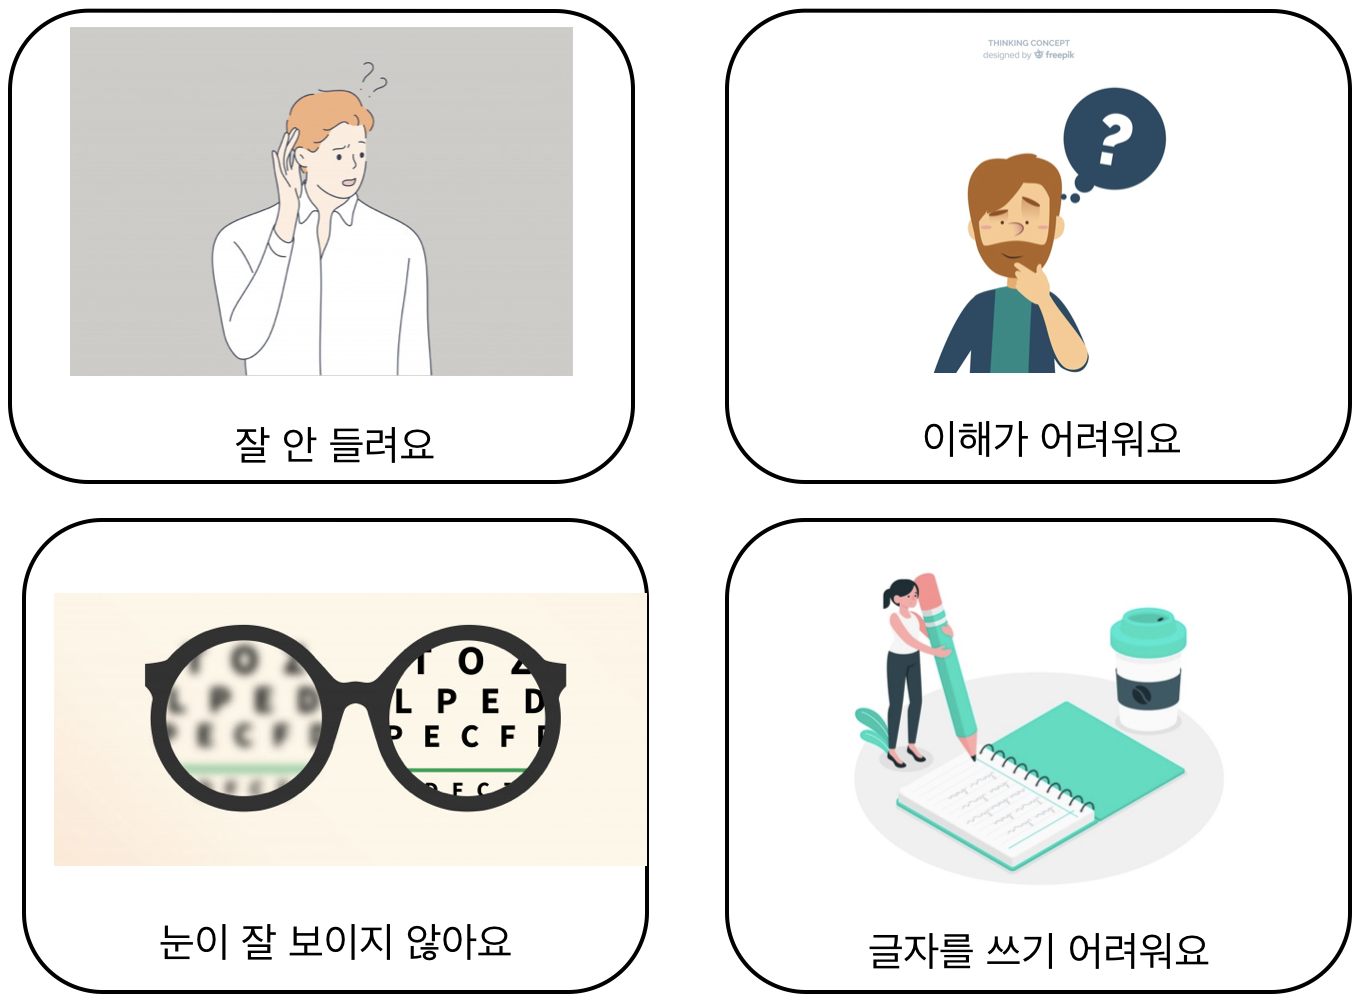 THINKING CONCEPT
designed by freepik
잘 안 들려요
이해가 어려워요
T O Z
L P E D
P E C F D
T O Z
L P E D
P E C F
눈이 잘 보이지 않아요
글자를 쓰기 어려워요